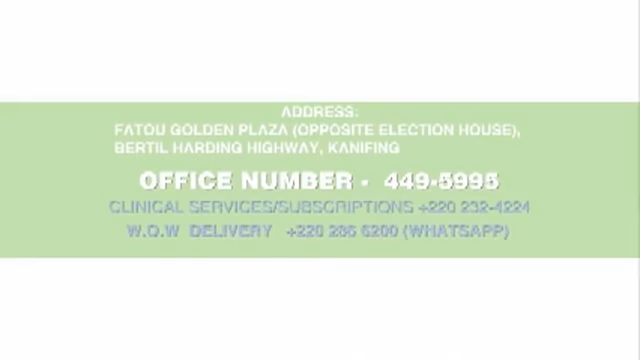 ADDRESS:
FATOU GOLDEN PLAZA (OPPOSITE ELECTION HOUSE),
BERTIL HARDING HIGHWAY, KANIFING
OFFICE NUMBER - 449-5995
CLINICAL SERVICES/SUBSCRIPTIONS +220 232-4224
W.O.W DELIVERY +220 286 6200 (WHATSAPP)